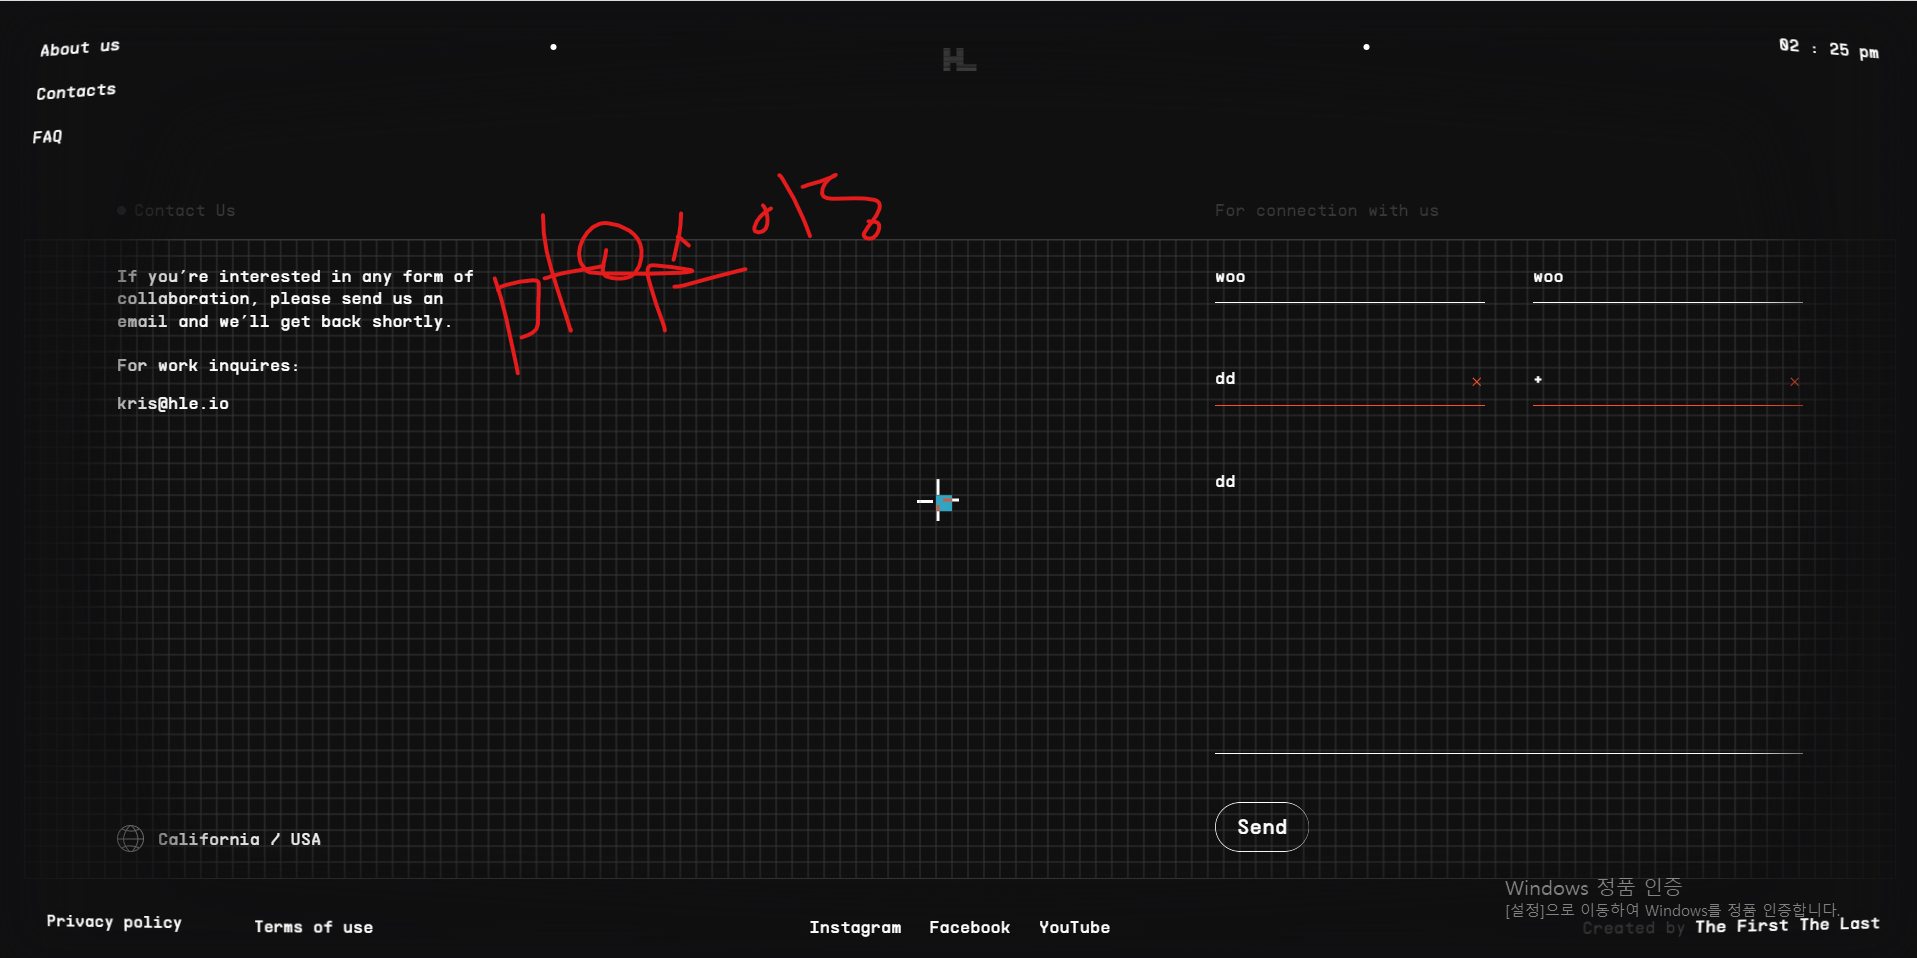 About us
02 : 25 pm
HL
Contacts
FAQ
Contact Us
For connection with us
If you’re interested in any form of
collaboration, please send us an
email and we’ll get back shortly.
For work inquires:
kris@hle.io
woo
woo
dd
+
dd
Send
California / USA
Windows 정품 인증
[설정]으로 이동하여 Windows를 정품 인증합니다.
Privacy policy
Terms of use
Instagram Facebook YouTube
Created by The First The Last